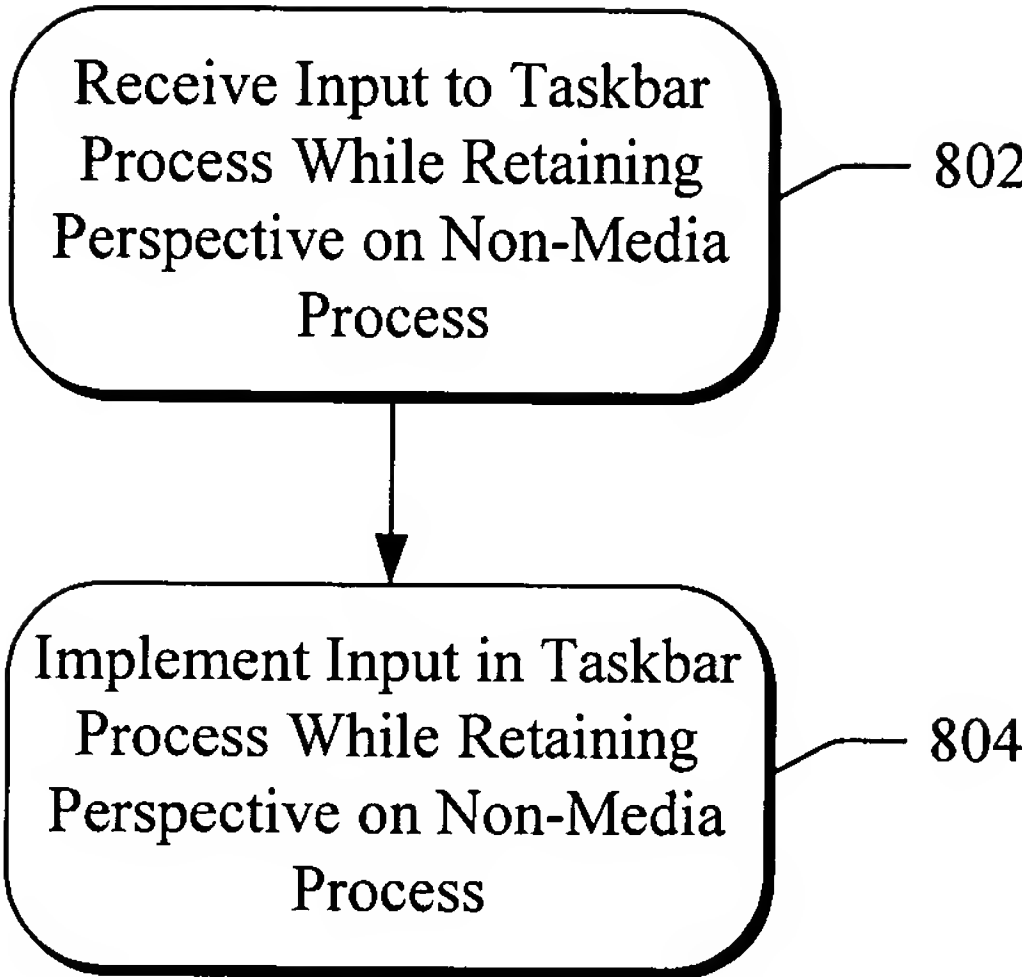 Receive Input to Taskbar
Process While Retaining
Perspective on Non-Media
Process
802
Implement Input in Taskbar
Process While Retaining
Perspective on Non-Media
Process
804